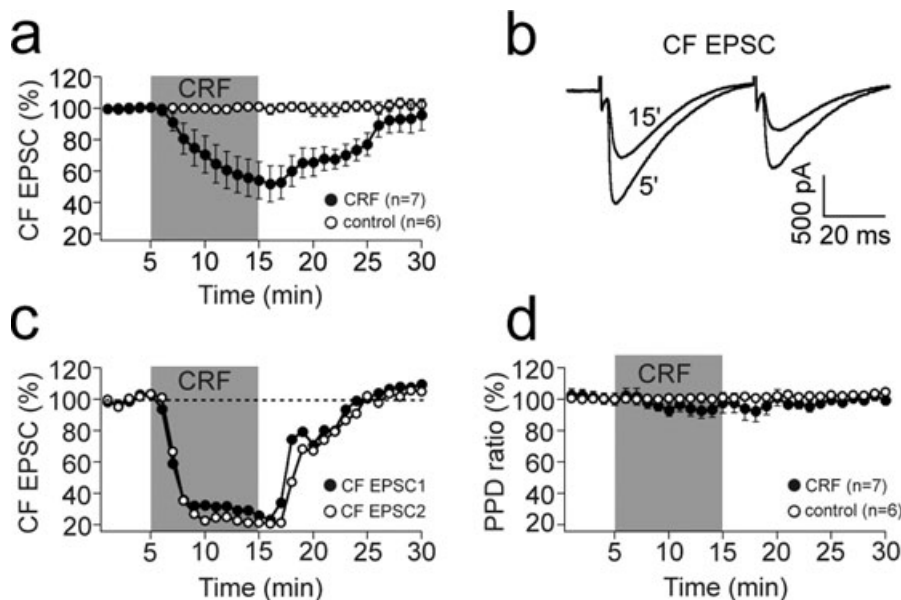 a
CRF
CF EPSC (%)
120
100
80
60
40
20
CRF (n=7)
control (n=6)
5 10 15 20 25 30
Time (min)
b
CF EPSC
15'
5'
500 pA
20 ms
c
CRF
CF EPSC (%)
120
100
80
60
40
20
CF EPSC1
CF EPSC2
5 10 15 20 25 30
Time (min)
d
CRF
PPD ratio (%)
120
100
80
60
40
20
CRF (n=7)
control (n=6)
5 10 15 20 25 30
Time (min)